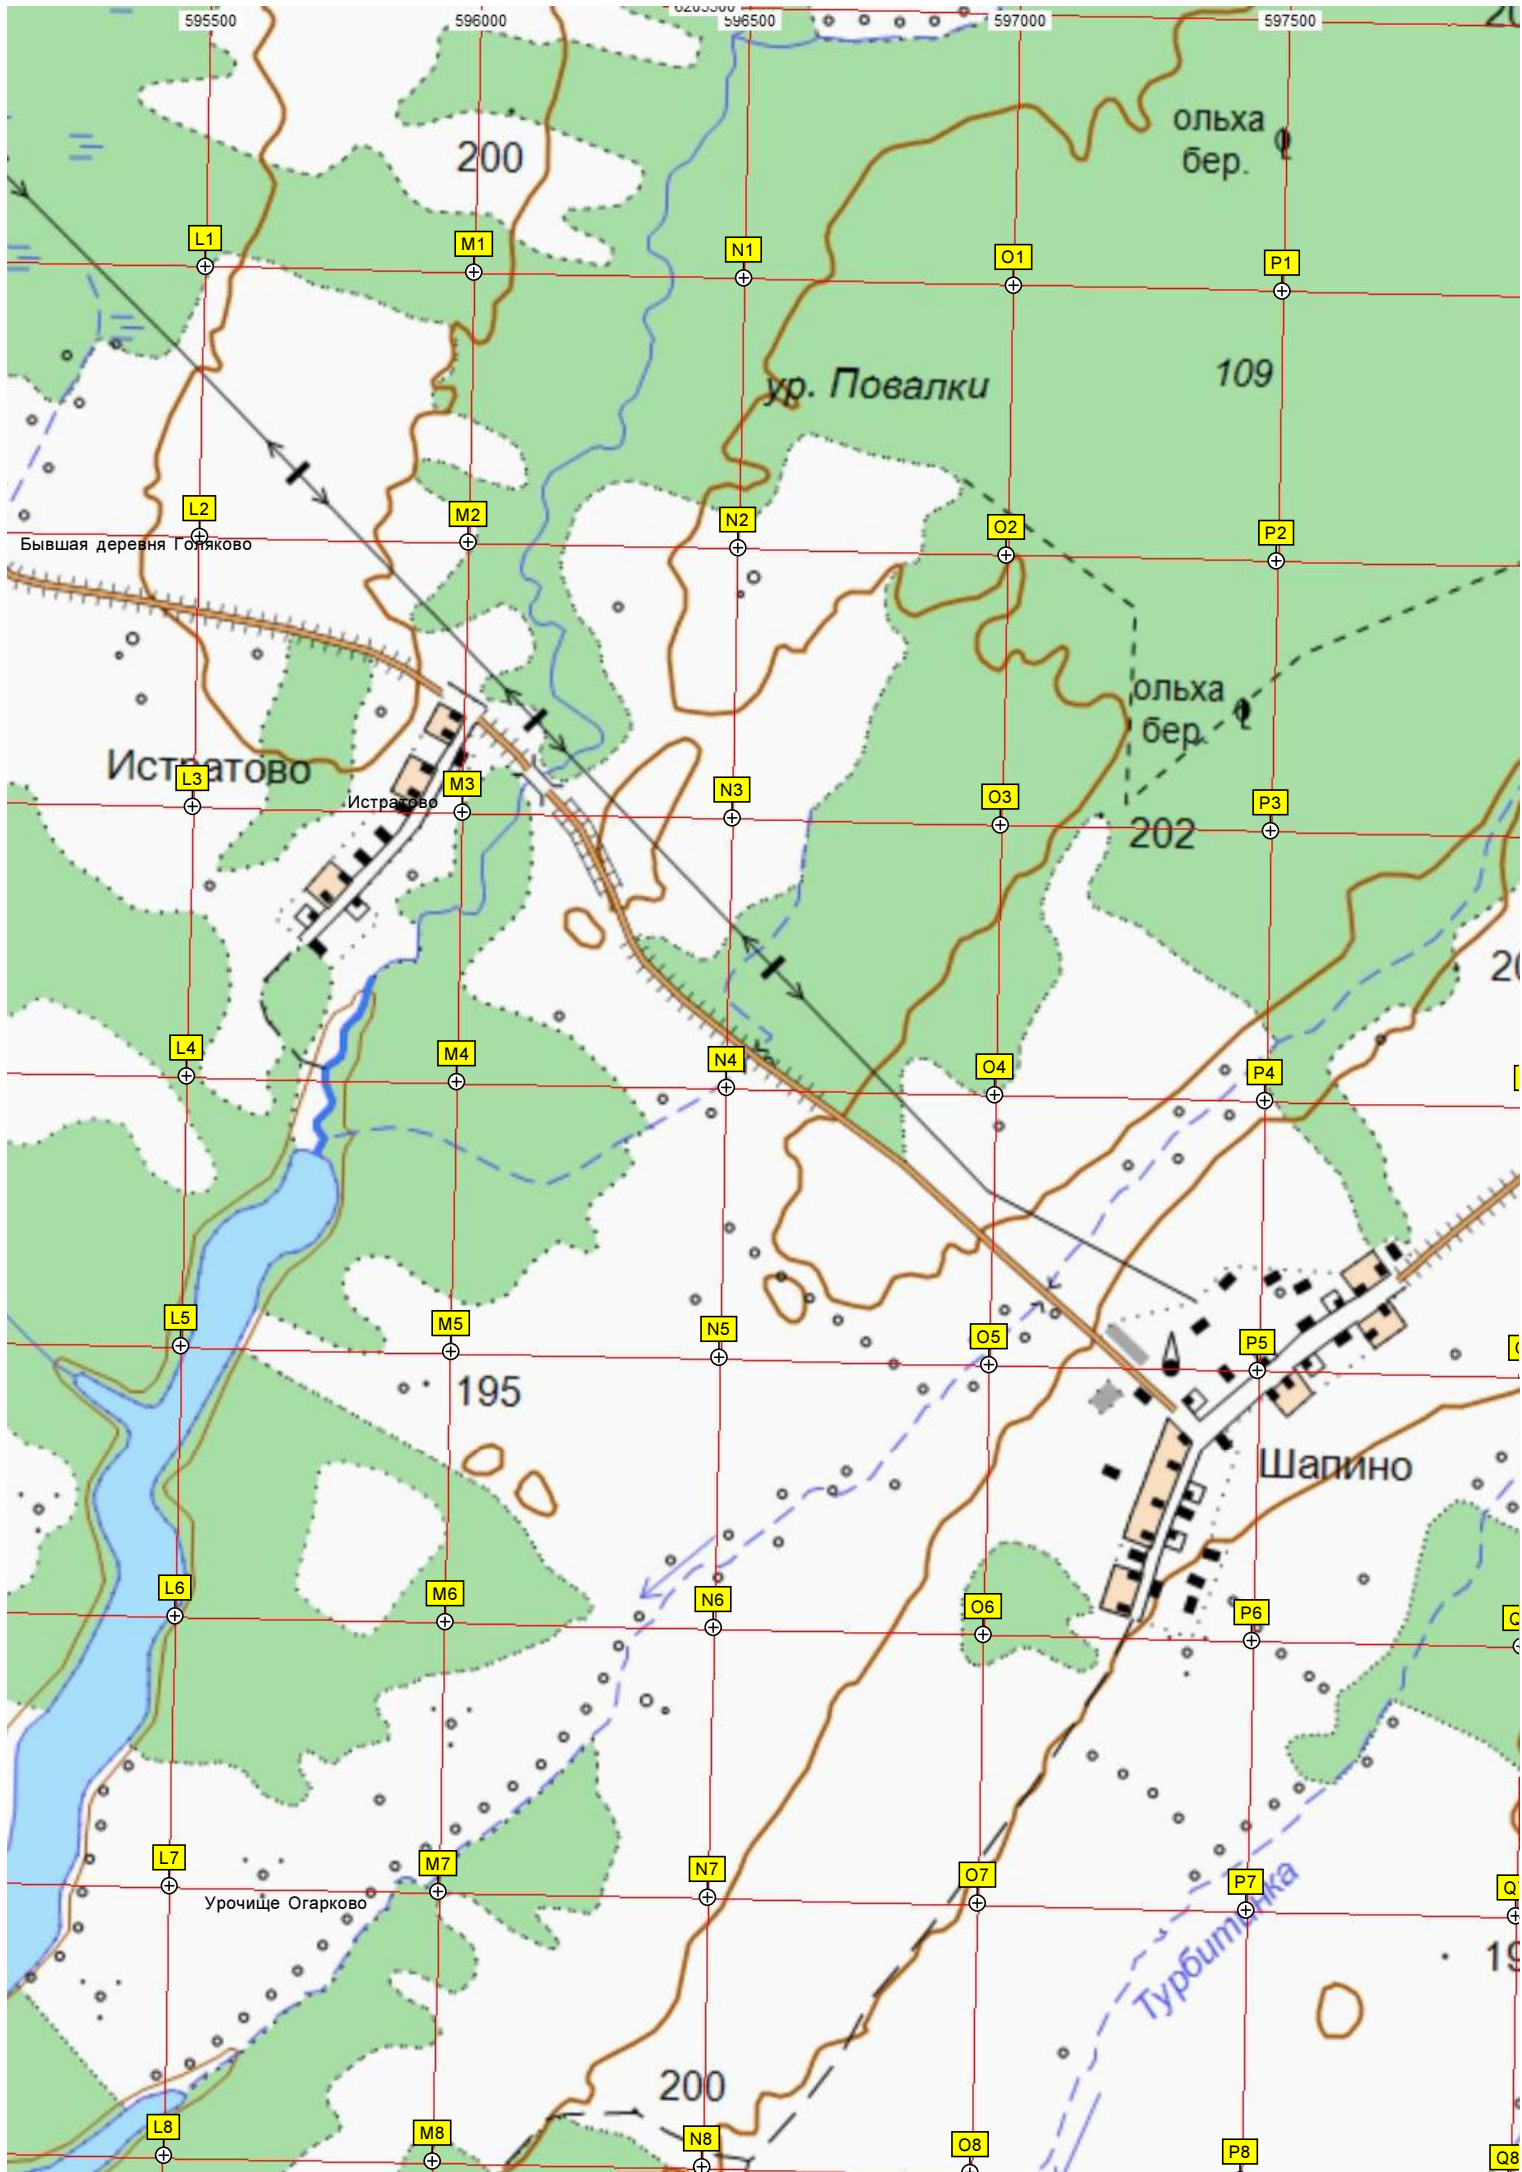 595500
596000
596500
597000
597500
ольха
бер.
200
L1
M1
N1
O1
P1
ур. Повалки
109
L2
M2
N2
O2
P2
Бывшая деревня Голяково
ольха
бер.
Истратово
L3
M3
N3
O3
P3
Истратово
202
L4
M4
N4
O4
P4
L5
M5
N5
O5
P5
195
Шапино
L6
M6
N6
O6
P6
L7
M7
N7
O7
P7
Урочище Огарково
Турбитинка
200
L8
M8
N8
O8
P8
Q8